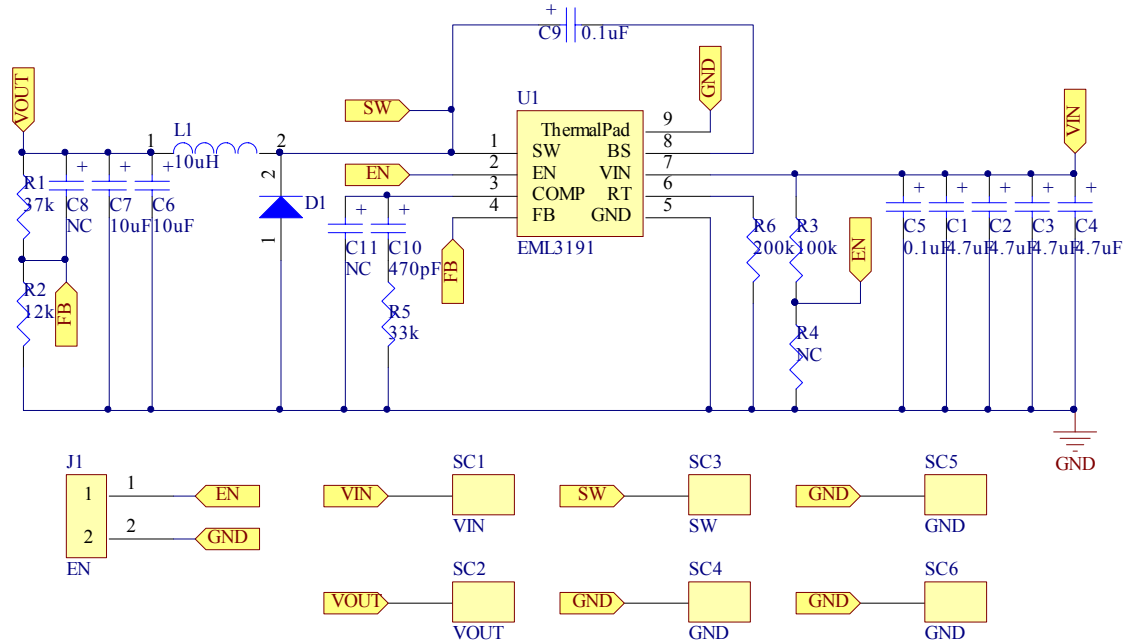 +
C9 0.1uF
VOUT
SW
GND
VIN
U1
ThermalPad 9
1 L1 2
10uH
1 SW BS 8
2 EN VIN 7
3 COMP RT 6
4 FB GND 5
EML3191
EN
+ + +
R1
37k
C8
NC
C7
10uF
C6
10uF
2
D1
1
+ +
C11
NC
C10
470pF
FB
R6
200k
R3
100k
EN
+ + + + +
C5
0.1uF
C1
4.7uF
C2
4.7uF
C3
4.7uF
C4
4.7uF
R2
12k
FB
R5
33k
R4
NC
GND
J1
1 1 EN
2 2 GND
EN
SC1
VIN
VIN
SC3
SW
SW
SC5
GND
GND
SC2
VOUT
VOUT
SC4
GND
GND
SC6
GND
GND